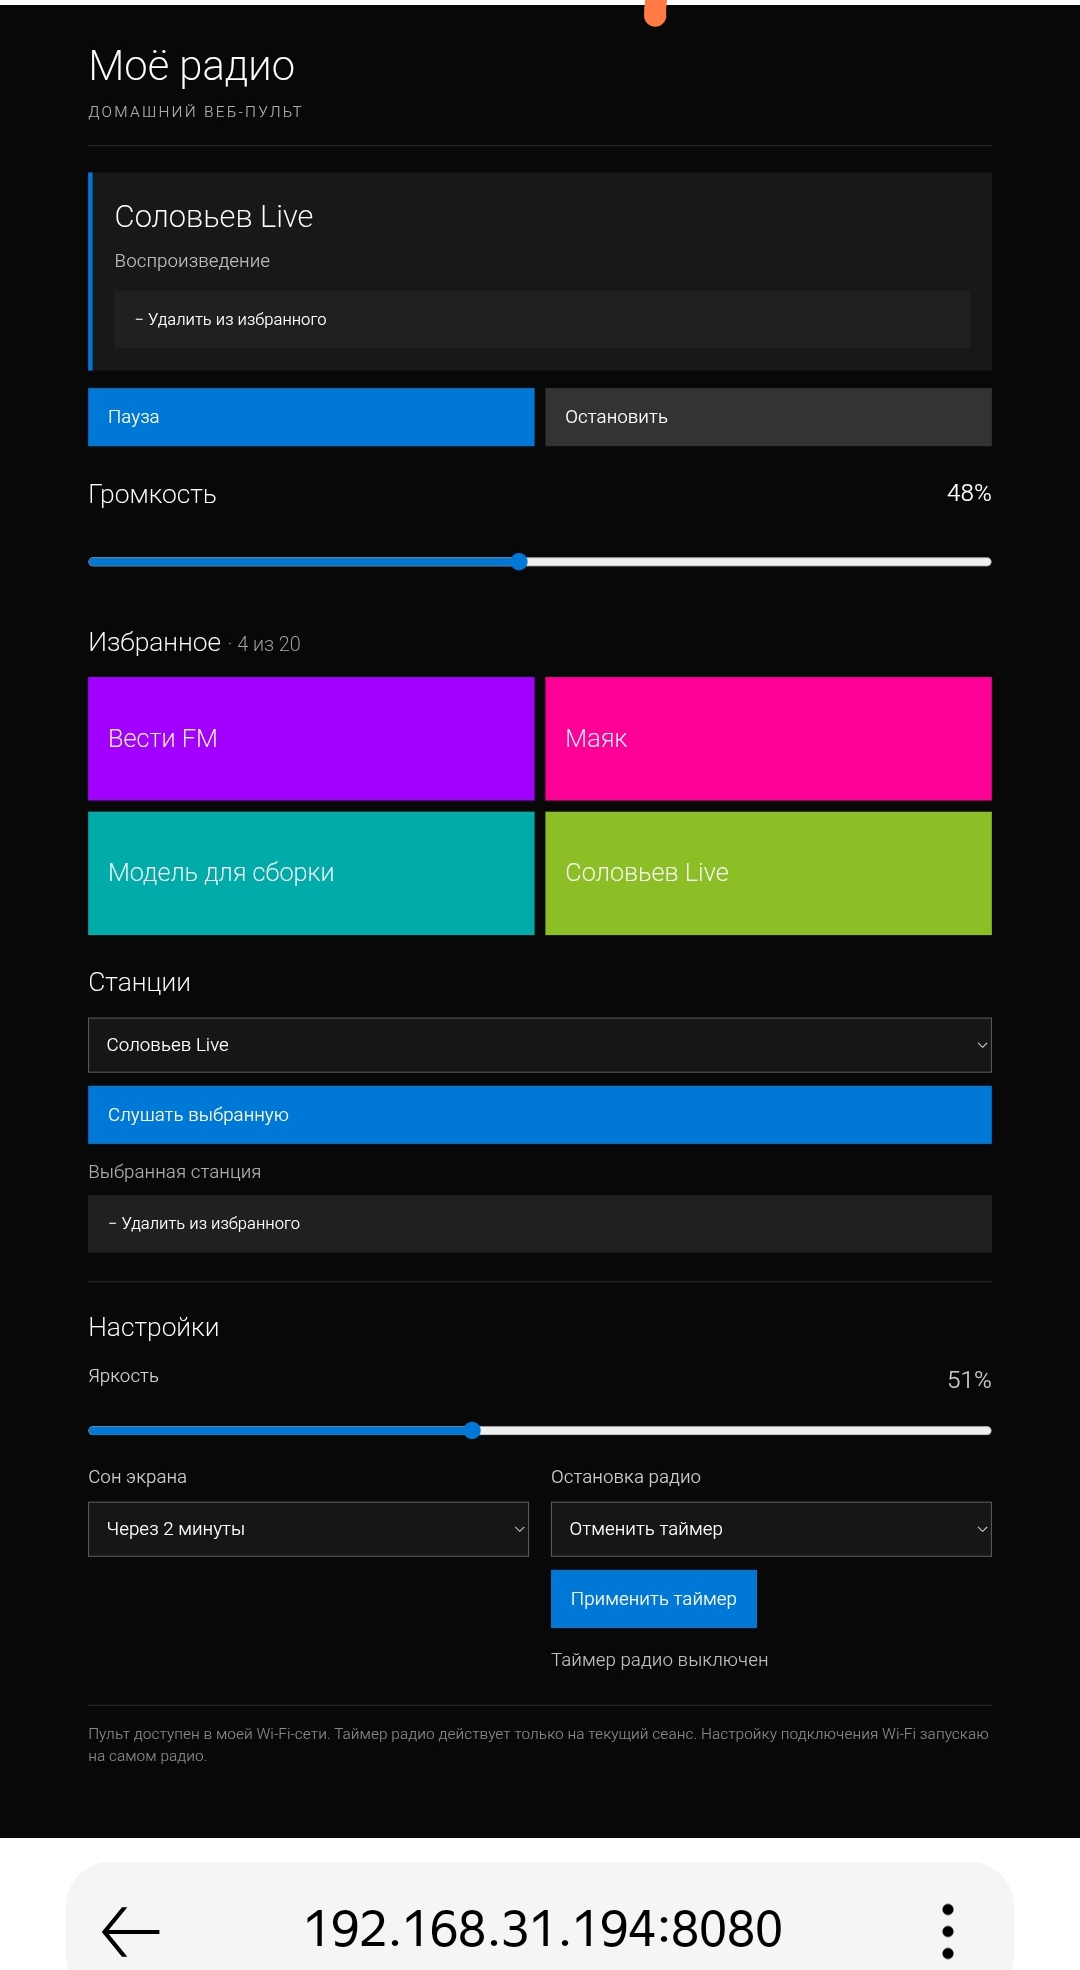 Моё радио
ДОМАШНИЙ ВЕБ-ПУЛЬТ
Соловьев Live
Воспроизведение
− Удалить из избранного
Пауза
Остановить
Громкость
48%
Избранное · 4 из 20
Вести FM
Маяк
Модель для сборки
Соловьев Live
Станции
Соловьев Live
Слушать выбранную
Выбранная станция
− Удалить из избранного
Настройки
Яркость
51%
Сон экрана
Остановка радио
Через 2 минуты
Отменить таймер
Применить таймер
Таймер радио выключен
Пульт доступен в моей Wi-Fi-сети. Таймер радио действует только на текущий сеанс. Настройку подключения Wi-Fi запускаю
на самом радио.
192.168.31.194:8080